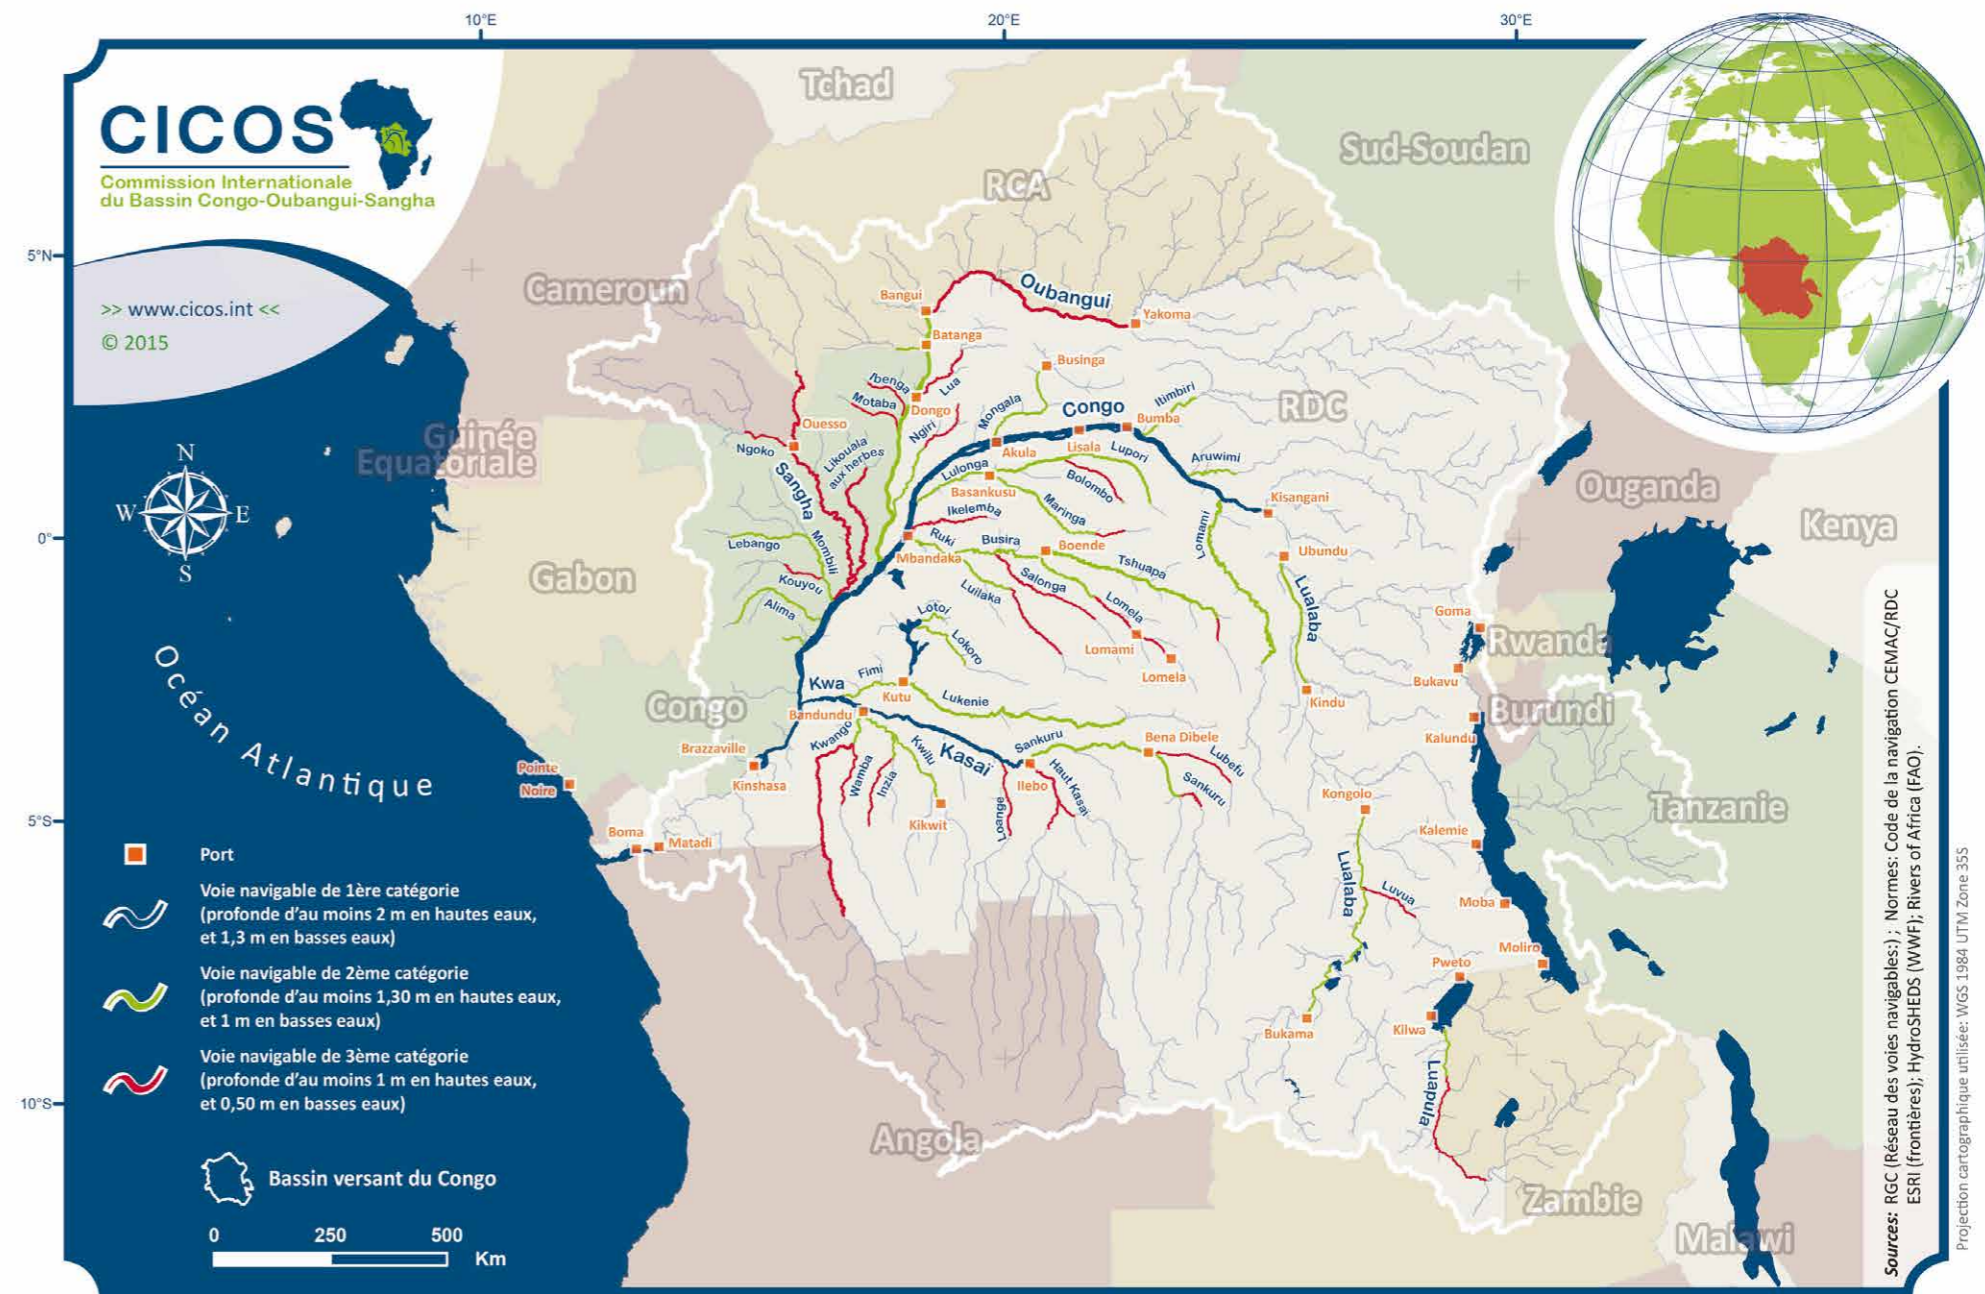 10°E
20°E
30°E
5°N
0°
5°S
10°S
CICOS
Commission Internationale
du Bassin Congo-Oubangui-Sangha
>> www.cicos.int <<
© 2015
N
W
E
S
Océan Atlantique
Tchad
Sud-Soudan
RCA
Cameroun
Guinée
Equatoriale
Gabon
Congo
RDC
Ouganda
Kenya
Rwanda
Burundi
Tanzanie
Angola
Zambie
Malawi
Bangui
Oubangui
Yakoma
Batanga
Businga
Ibenga
Lua
Motaba
Dongo
Ngiri
Mongala
Congo
Bumba
Itimbiri
Ouesso
Ngoko
Sangha
Likouala
aux herbes
Akula
Lisala
Lupori
Aruwimi
Lulonga
Bolombo
Basankusu
Maringa
Kisangani
Ikelemba
Lomami
Lebango
Mombili
Ruki
Busira
Boende
Ubundu
Mbandaka
Tshuapa
Kouyou
Salonga
Lualaba
Alima
Luilaka
Lomela
Lotoi
Lokoro
Goma
Lomami
Lomela
Bukavu
Kwa
Fimi
Kutu
Lukenie
Kindu
Bandundu
Kalundu
Brazzaville
Kinshasa
Kwango
Wamba
Inzia
Kwilu
Kasaï
Sankuru
Bena Dibele
Lubefu
Sankuru
Ilebo
Haut Kasaï
Loange
Kikwit
Pointe
Noire
Boma
Matadi
Kongolo
Kalemie
Lualaba
Luvua
Moba
Moliro
Pweto
Bukama
Kilwa
Luapula
Port
Voie navigable de 1ère catégorie
(profonde d'au moins 2 m en hautes eaux,
et 1,3 m en basses eaux)
Voie navigable de 2ème catégorie
(profonde d'au moins 1,30 m en hautes eaux,
et 1 m en basses eaux)
Voie navigable de 3ème catégorie
(profonde d'au moins 1 m en hautes eaux,
et 0,50 m en basses eaux)
Bassin versant du Congo
0 250 500
Km
Sources: RGC (Réseau des voies navigables:) ; Normes: Code de la navigation CEMAC/RDC
ESRI (frontières); HydroSHEDS (WWF); Rivers of Africa (FAO).
Projection cartographique utilisée: WGS 1984 UTM Zone 35S